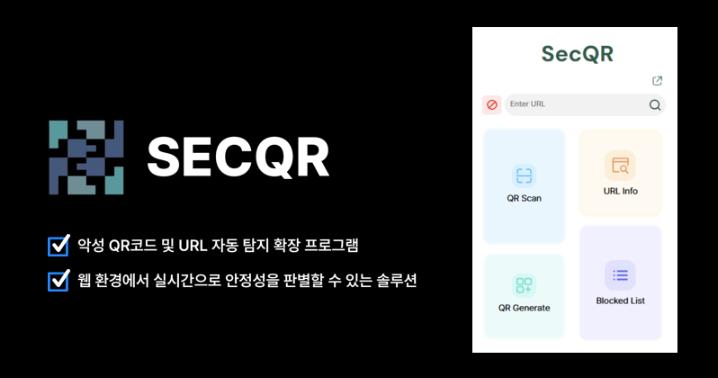 SECQR
악성 QR코드 및 URL 자동 탐지 확장 프로그램
웹 환경에서 실시간으로 안정성을 판별할 수 있는 솔루션
SecQR
Enter URL
QR Scan
URL Info
QR Generate
Blocked List